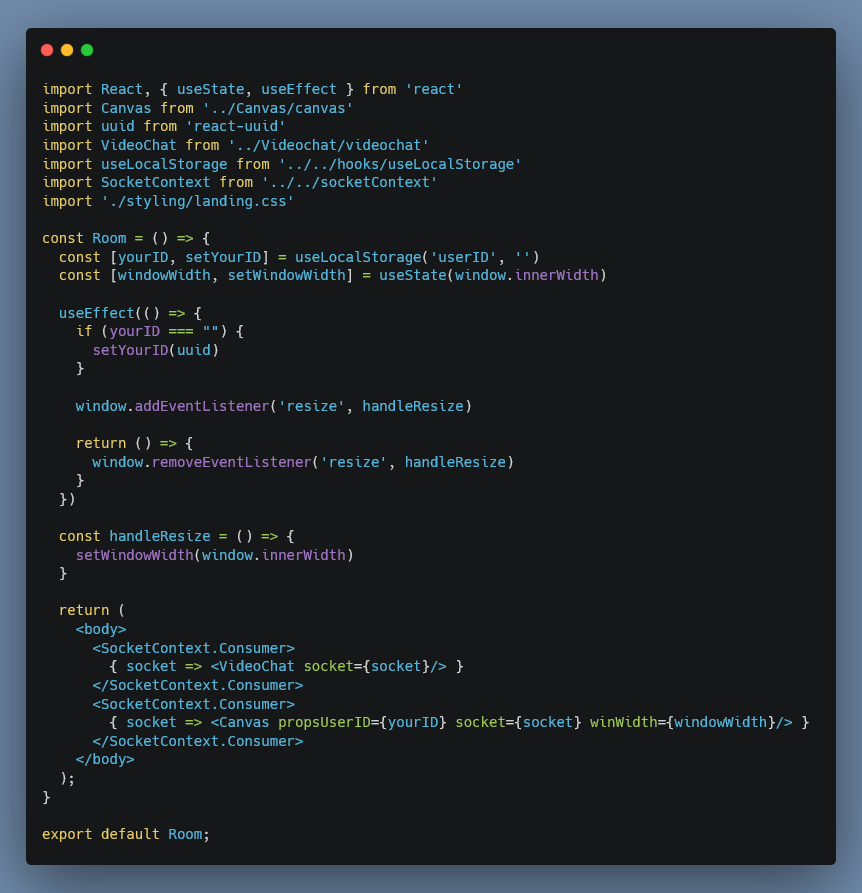 import React, { useState, useEffect } from 'react'
import Canvas from '../Canvas/canvas'
import uuid from 'react-uuid'
import VideoChat from '../Videochat/videochat'
import useLocalStorage from '../../hooks/useLocalStorage'
import SocketContext from '../../socketContext'
import './styling/landing.css'

const Room = () => {
  const [yourID, setYourID] = useLocalStorage('userID', '')
  const [windowWidth, setWindowWidth] = useState(window.innerWidth)

  useEffect(() => {
    if (yourID === "") {
      setYourID(uuid)
    }

    window.addEventListener('resize', handleResize)

    return () => {
      window.removeEventListener('resize', handleResize)
    }
  })

  const handleResize = () => {
    setWindowWidth(window.innerWidth)
  }

  return (
    <body>
      <SocketContext.Consumer>
        { socket => <VideoChat socket={socket}/> }
      </SocketContext.Consumer>
      <SocketContext.Consumer>
        { socket => <Canvas propsUserID={yourID} socket={socket} winWidth={windowWidth}/> }
      </SocketContext.Consumer>
    </body>
  );
}

export default Room;